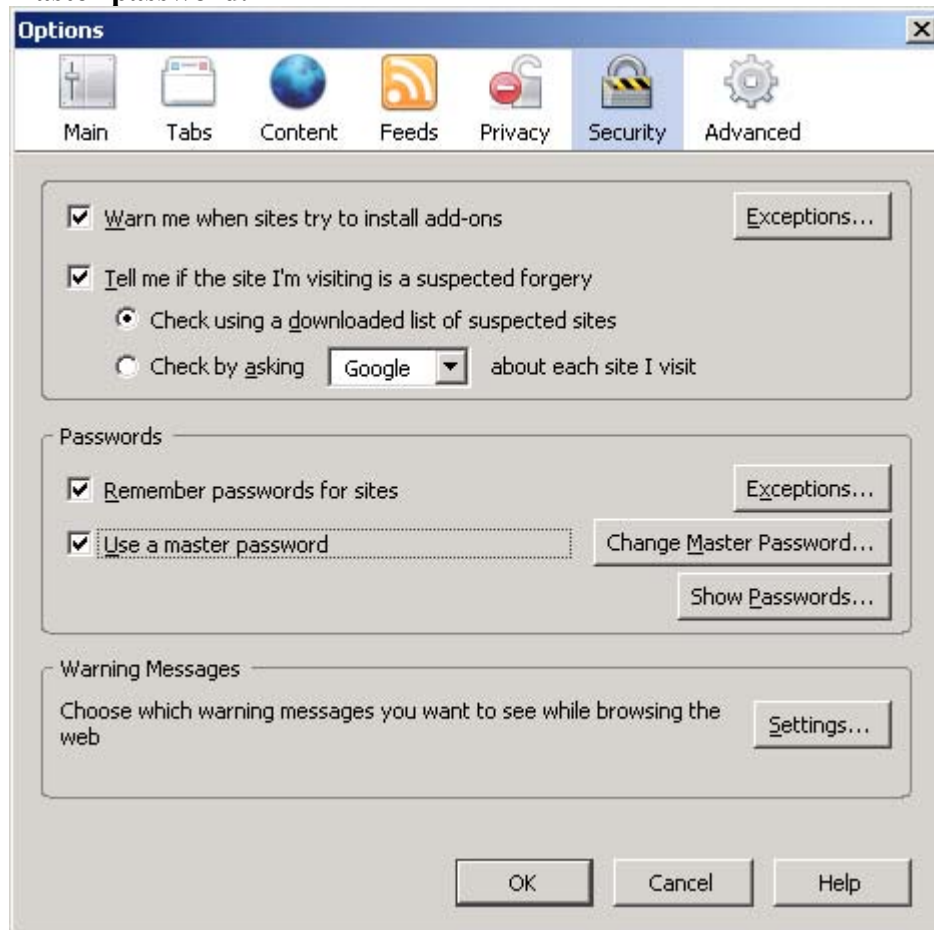 Options
Main Tabs Content Feeds Privacy Security Advanced
Warn me when sites try to install add-ons Exceptions...
Tell me if the site I'm visiting is a suspected forgery
Check using a downloaded list of suspected sites
Check by asking Google about each site I visit
Passwords
Remember passwords for sites Exceptions...
Use a master password Change Master Password...
Show Passwords...
Warning Messages
Choose which warning messages you want to see while browsing the
web
Settings...
OK Cancel Help